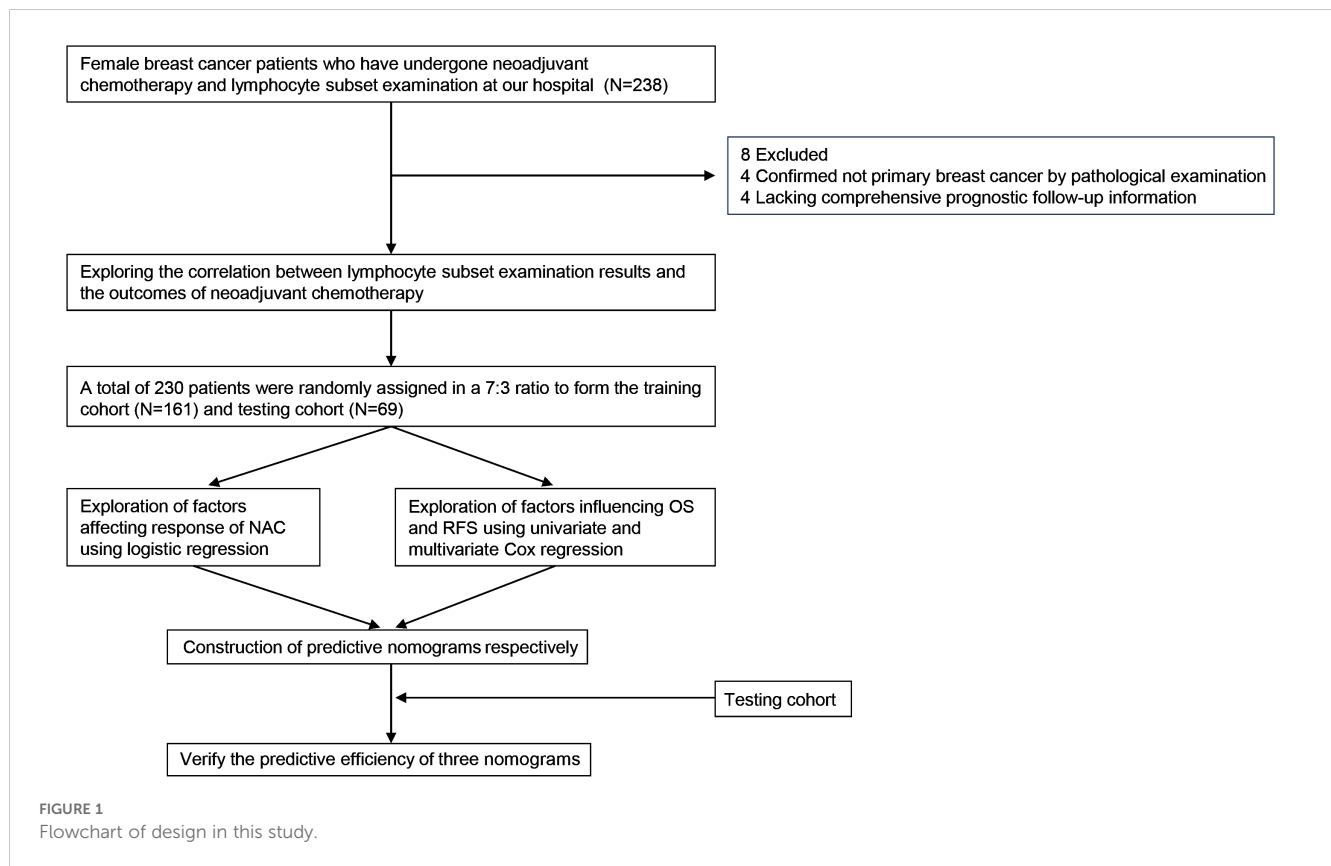 Female breast cancer patients who have undergone neoadjuvant
chemotherapy and lymphocyte subset examination at our hospital (N=238)
8 Excluded
4 Confirmed not primary breast cancer by pathological examination
4 Lacking comprehensive prognostic follow-up information
Exploring the correlation between lymphocyte subset examination results and
the outcomes of neoadjuvant chemotherapy
A total of 230 patients were randomly assigned in a 7:3 ratio to form the training
cohort (N=161) and testing cohort (N=69)
Exploration of factors
affecting response of NAC
using logistic regression
Exploration of factors influencing OS
and RFS using univariate and
multivariate Cox regression
Construction of predictive nomograms respectively
Testing cohort
Verify the predictive efficiency of three nomograms
FIGURE 1
Flowchart of design in this study.